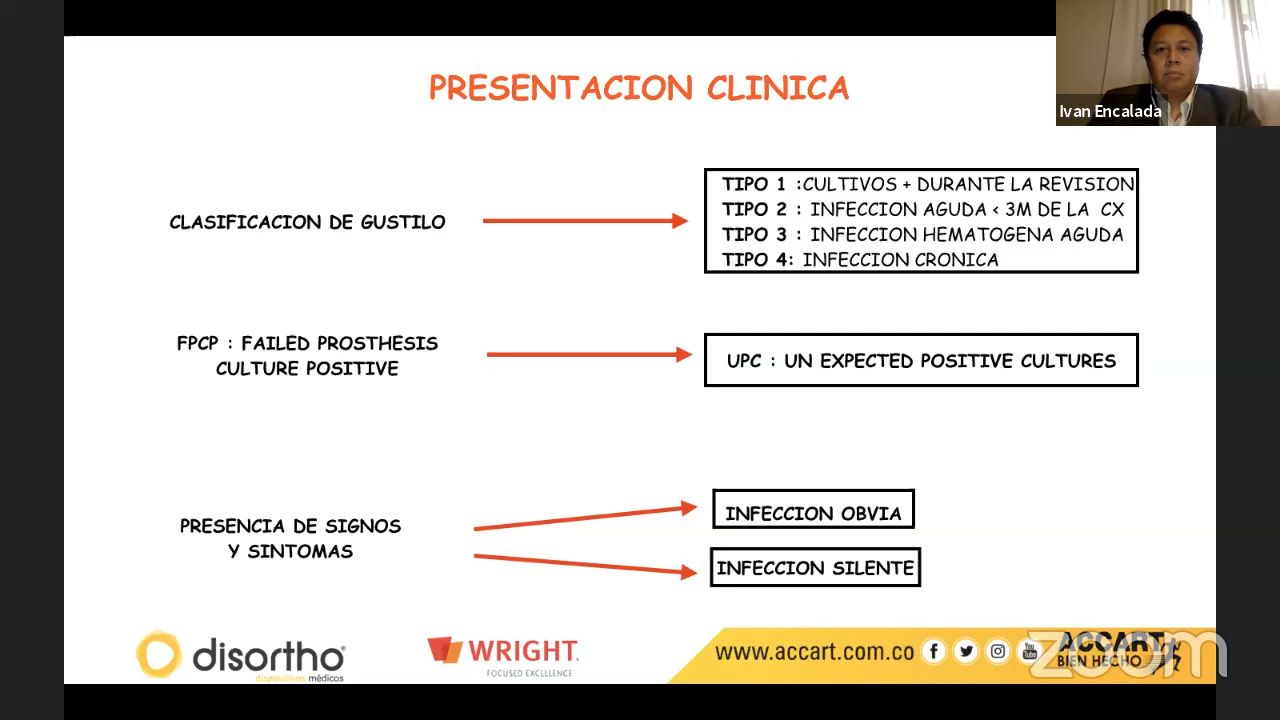 PRESENTACION CLINICA
Ivan Encalada
CLASIFICACION DE GUSTILO
TIPO 1 :CULTIVOS + DURANTE LA REVISION
TIPO 2 : INFECCION AGUDA < 3M DE LA CX
TIPO 3 : INFECCION HEMATOGENA AGUDA
TIPO 4: INFECCION CRONICA
FPCP : FAILED PROSTHESIS
CULTURE POSITIVE
UPC : UN EXPECTED POSITIVE CULTURES
PRESENCIA DE SIGNOS
Y SINTOMAS
INFECCION OBVIA
INFECCION SILENTE
disortho
dispositivos médicos
WRIGHT.
FOCUSED EXCELLENCE
www.accart.com.co
You
Tube
ACCART
BIEN HECHO
zoom